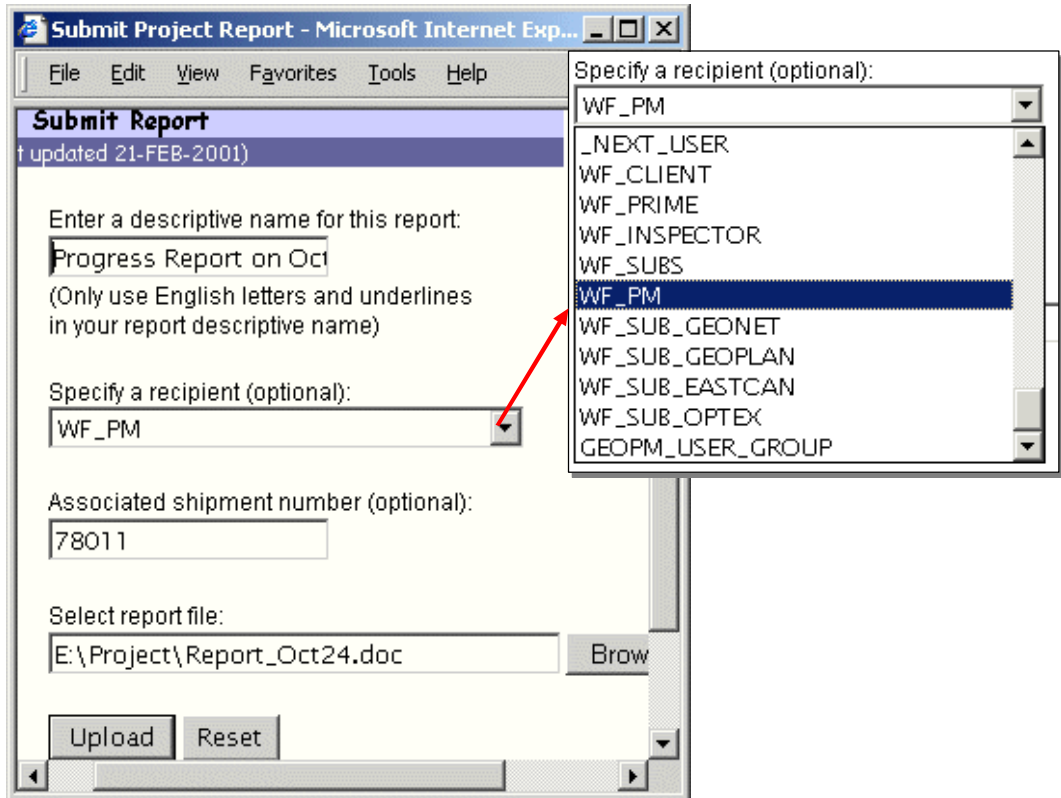 Submit Project Report - Microsoft Internet Exp...
File Edit View Favorites Tools Help
Submit Report
t updated 21-FEB-2001)
Enter a descriptive name for this report:
Progress Report on Oct
(Only use English letters and underlines
in your report descriptive name)
Specify a recipient (optional):
WF_PM
Associated shipment number (optional):
78011
Select report file:
E:\Project\Report_Oct24.doc
Brow
Upload Reset
Specify a recipient (optional):
WF_PM
_NEXT_USER
WF_CLIENT
WF_PRIME
WF_INSPECTOR
WF_SUBS
WF_PM
WF_SUB_GEONET
WF_SUB_GEOPLAN
WF_SUB_EASTCAN
WF_SUB_OPTEX
GEOPM_USER_GROUP